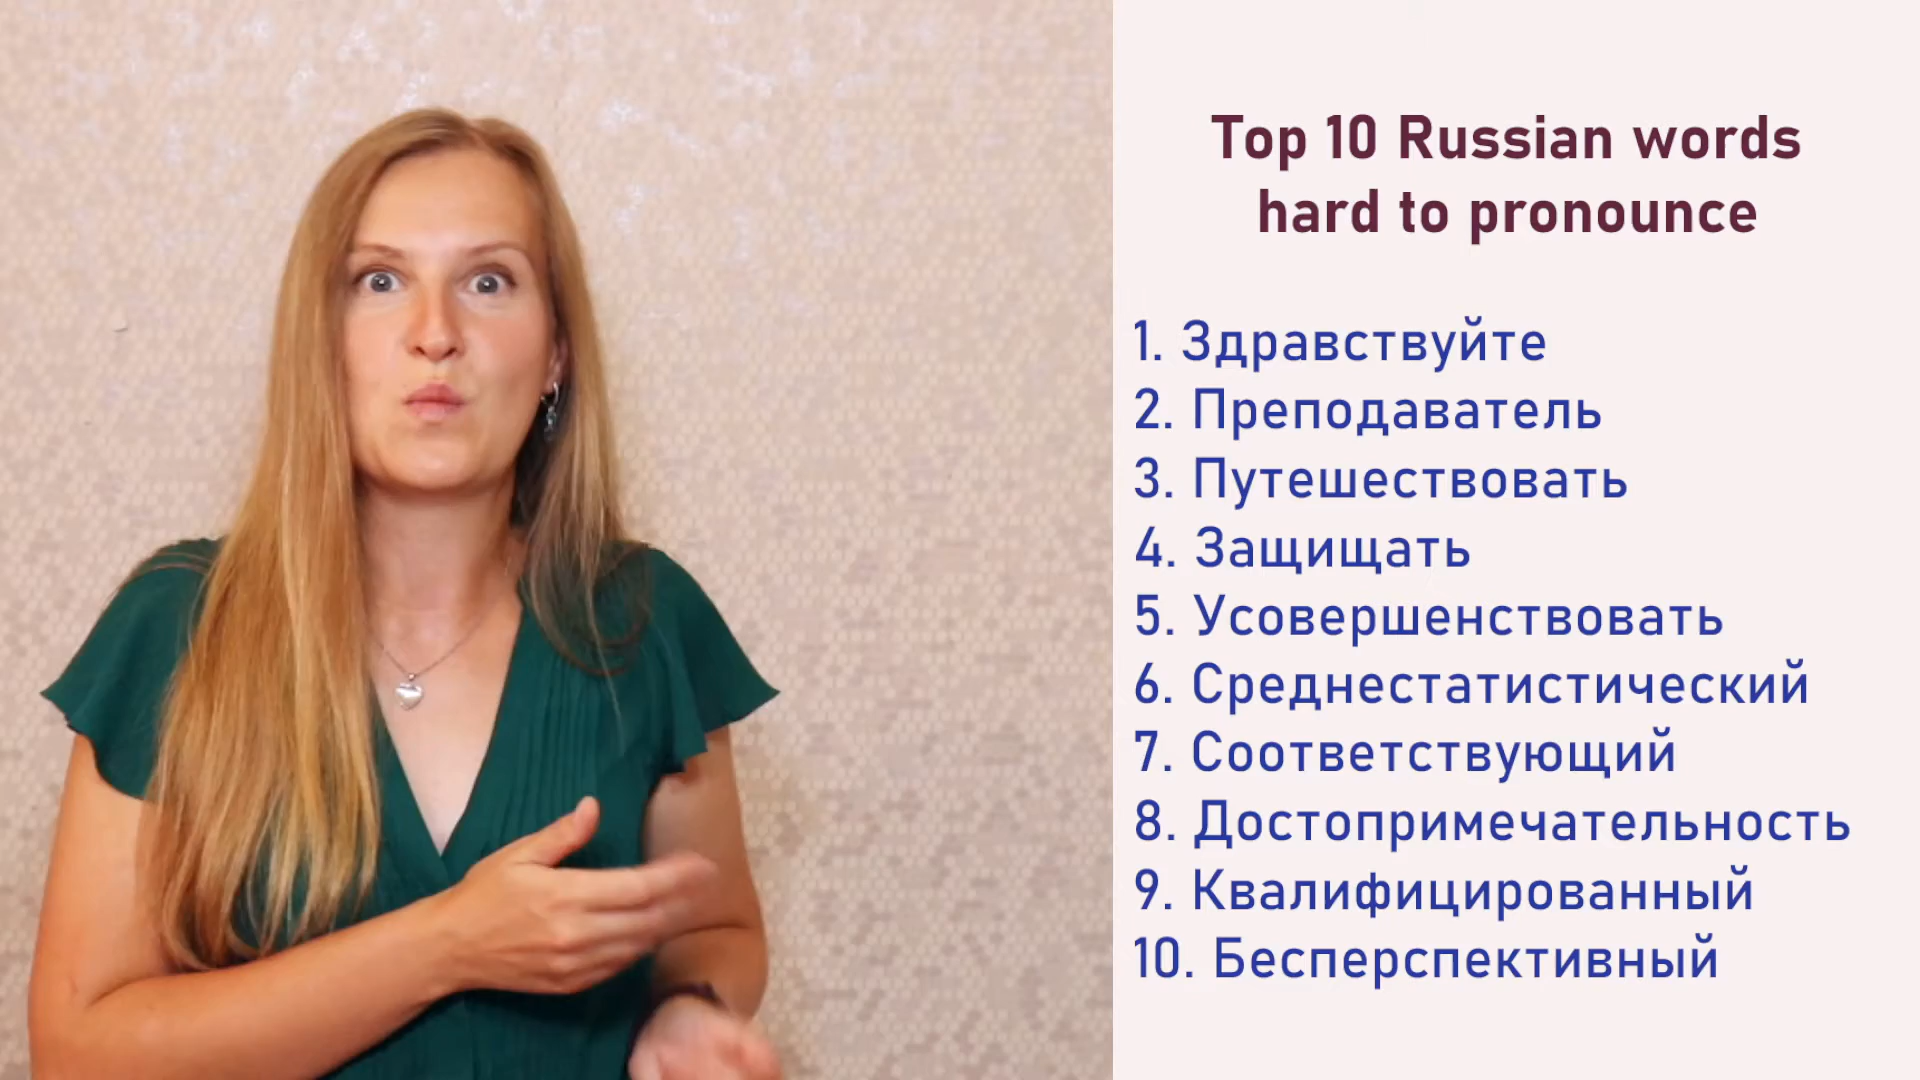 Top 10 Russian words
hard to pronounce
1. Здравствуйте
2. Преподаватель
3. Путешествовать
4. Защищать
5. Усовершенствовать
6. Среднестатистический
7. Соответствующий
8. Достопримечательность
9. Квалифицированный
10. Бесперспективный